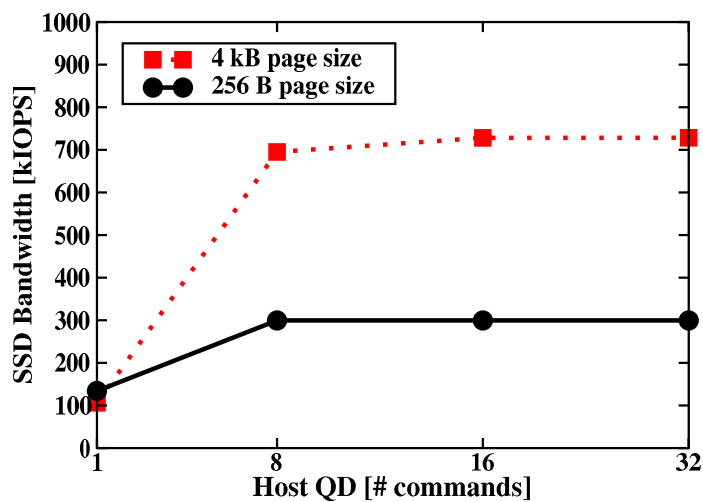 1000
900
800
700
600
500
400
300
200
100
0
SSD Bandwidth [kIOPS]
4 kB page size
256 B page size
1 8 16 32
Host QD [# commands]